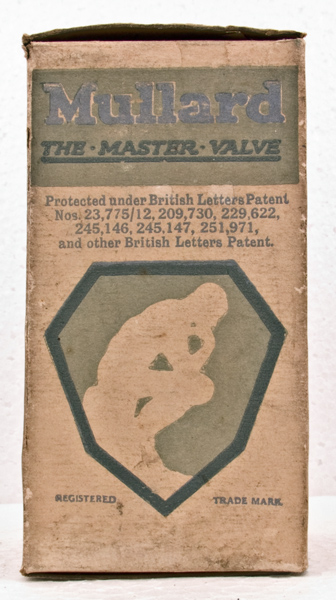 Mullard
THE · MASTER · VALVE
Protected under British Letters Patent
Nos. 23,775/12, 209,730, 229,622,
245,146, 245,147, 251,971,
and other British Letters Patent.
REGISTERED TRADE MARK